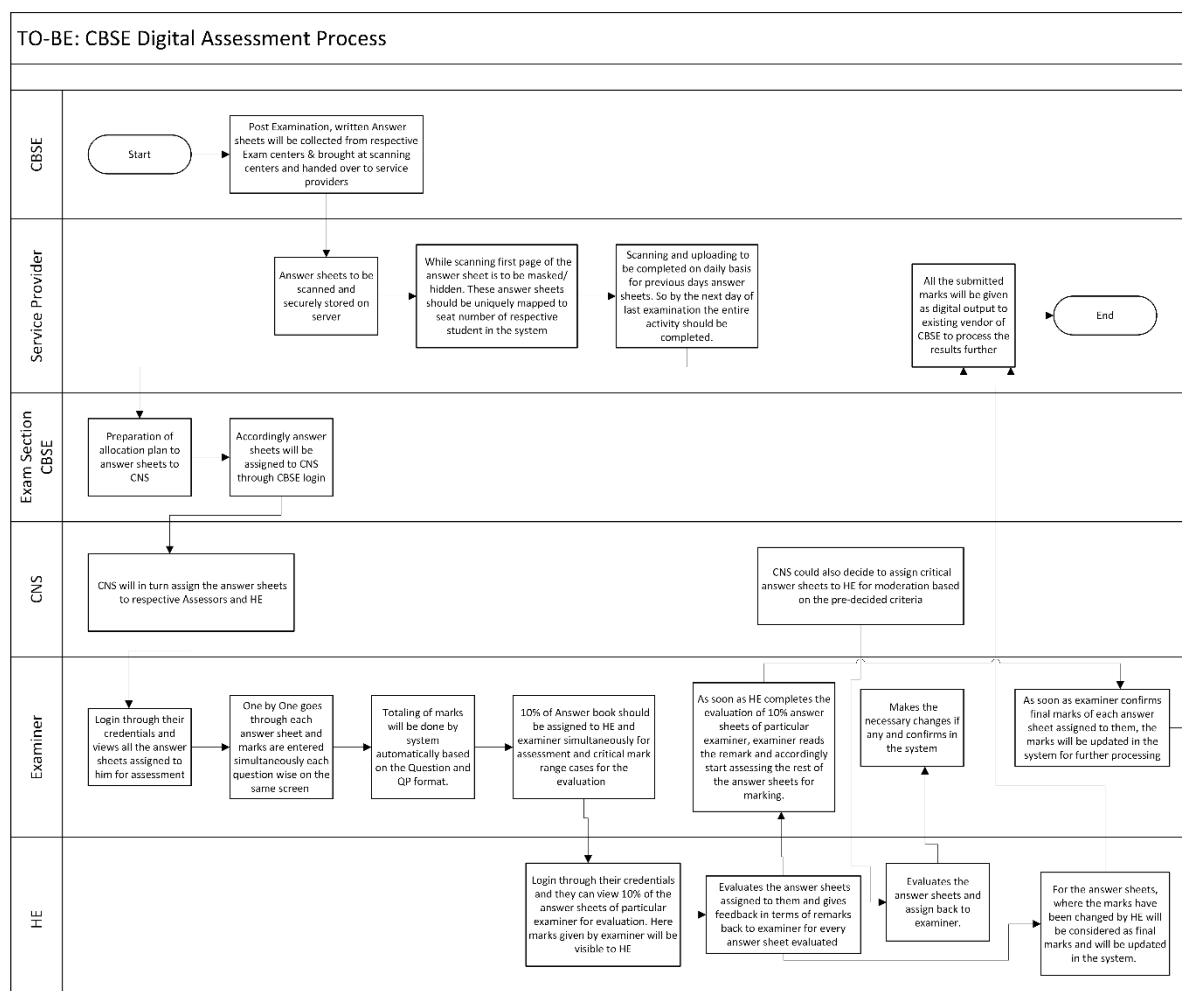 TO-BE: CBSE Digital Assessment Process
CBSE
Start
Post Examination, written Answer
sheets will be collected from respective
Exam centers & brought at scanning
centers and handed over to service
providers
Service Provider
Answer sheets to be
scanned and
securely stored on
server
While scanning first page of the
answer sheet is to be masked/
hidden. These answer sheets
should be uniquely mapped to
seat number of respective
student in the system
Scanning and uploading to
be completed on daily basis
for previous days answer
sheets. So by the next day of
last examination the entire
activity should be
completed.
All the submitted
marks will be given
as digital output to
existing vendor of
CBSE to process the
results further
End
Exam Section
CBSE
Preparation of
allocation plan to
answer sheets to
CNS
Accordingly answer
sheets will be
assigned to CNS
through CBSE login
CNS
CNS will in turn assign the answer sheets
to respective Assessors and HE
CNS could also decide to assign critical
answer sheets to HE for moderation based
on the pre-decided criteria
Examiner
Login through their
credentials and
views all the answer
sheets assigned to
him for assessment
One by One goes
through each
answer sheet and
marks are entered
simultaneously each
question wise on the
same screen
Totaling of marks
will be done by
system
automatically based
on the Question and
QP format.
10% of Answer book should
be assigned to HE and
examiner simultaneously for
assessment and critical mark
range cases for the
evaluation
As soon as HE completes the
evaluation of 10% answer
sheets of particular
examiner, examiner reads
the remark and accordingly
start assessing the rest of
the answer sheets for
marking.
Makes the
necessary changes if
any and confirms in
the system
As soon as examiner confirms
final marks of each answer
sheet assigned to them, the
marks will be updated in the
system for further processing
HE
Login through their credentials
and they can view 10% of the
answer sheets of particular
examiner for evaluation. Here
marks given by examiner will be
visible to HE
Evaluates the answer sheets
assigned to them and gives
feedback in terms of remarks
back to examiner for every
answer sheet evaluated
Evaluates the
answer sheets and
assign back to
examiner.
For the answer sheets,
where the marks have
been changed by HE will
be considered as final
marks and will be updated
in the system.